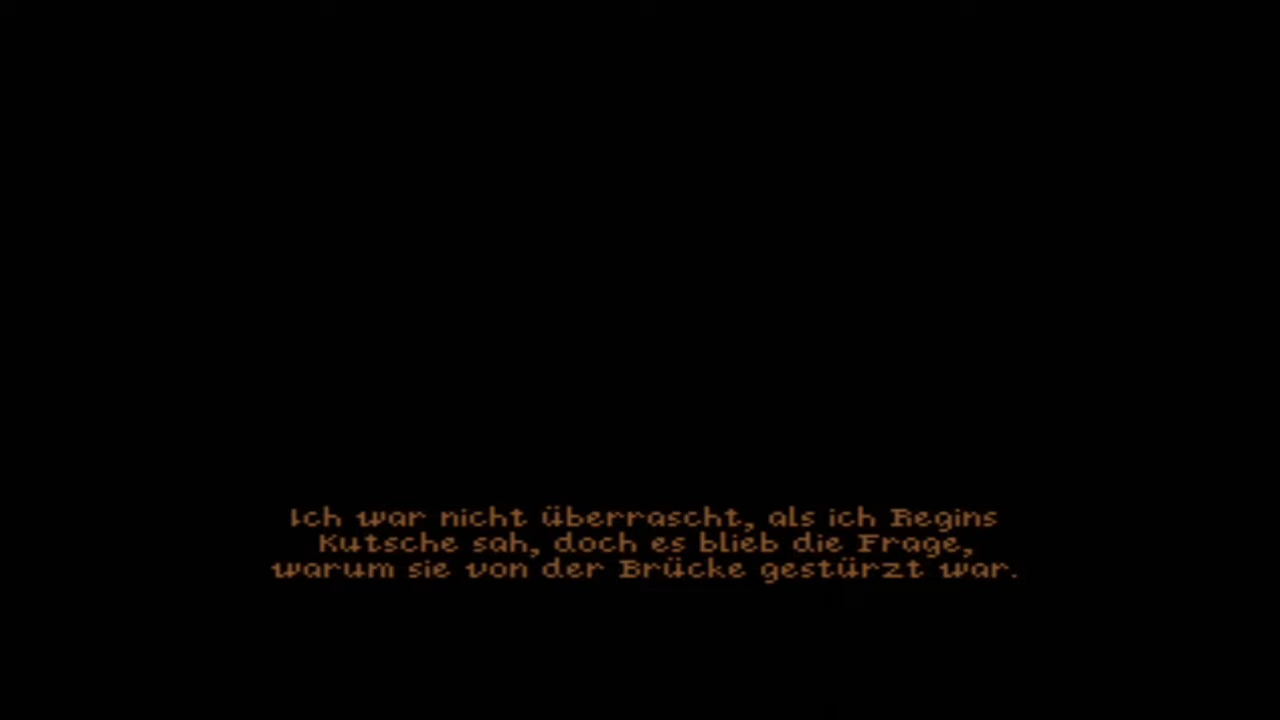 Ich war nicht überrascht, als ich Regins
Kutsche sah, doch es blieb die Frage,
warum sie von der Brücke gestürzt war.